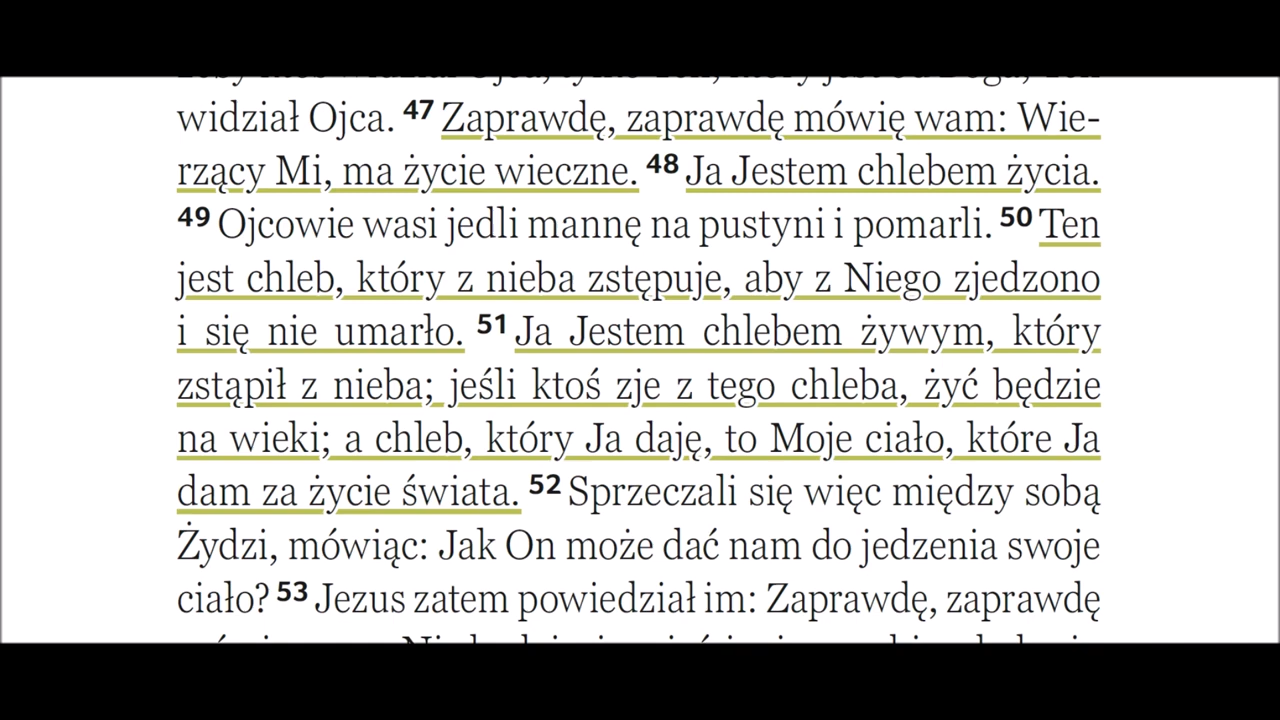 widział Ojca. 47 Zaprawdę, zaprawdę mówię wam: Wie-
rzący Mi, ma życie wieczne. 48 Ja Jestem chlebem życia.
49 Ojcowie wasi jedli mannę na pustyni i pomarli. 50 Ten
jest chleb, który z nieba zstępuje, aby z Niego zjedzono
i się nie umarło. 51 Ja Jestem chlebem żywym, który
zstąpił z nieba; jeśli ktoś zje z tego chleba, żyć będzie
na wieki; a chleb, który Ja daję, to Moje ciało, które Ja
dam za życie świata. 52 Sprzeczali się więc między sobą
Żydzi, mówiąc: Jak On może dać nam do jedzenia swoje
ciało? 53 Jezus zatem powiedział im: Zaprawdę, zaprawdę